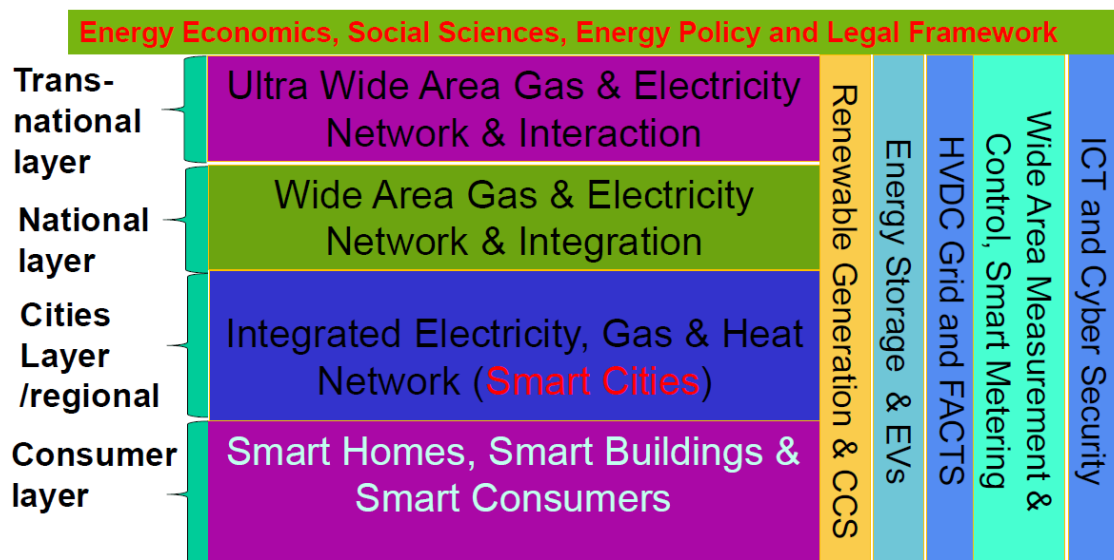 Energy Economics, Social Sciences, Energy Policy and Legal Framework
Trans-
national
layer
Ultra Wide Area Gas & Electricity
Network & Interaction
National
layer
Wide Area Gas & Electricity
Network & Integration
Cities
Layer
/regional
Integrated Electricity, Gas & Heat
Network (Smart Cities)
Consumer
layer
Smart Homes, Smart Buildings &
Smart Consumers
Renewable Generation & CCS
Energy Storage & EVs
HVDC Grid and FACTS
Wide Area Measurement &
Control, Smart Metering
ICT and Cyber Security